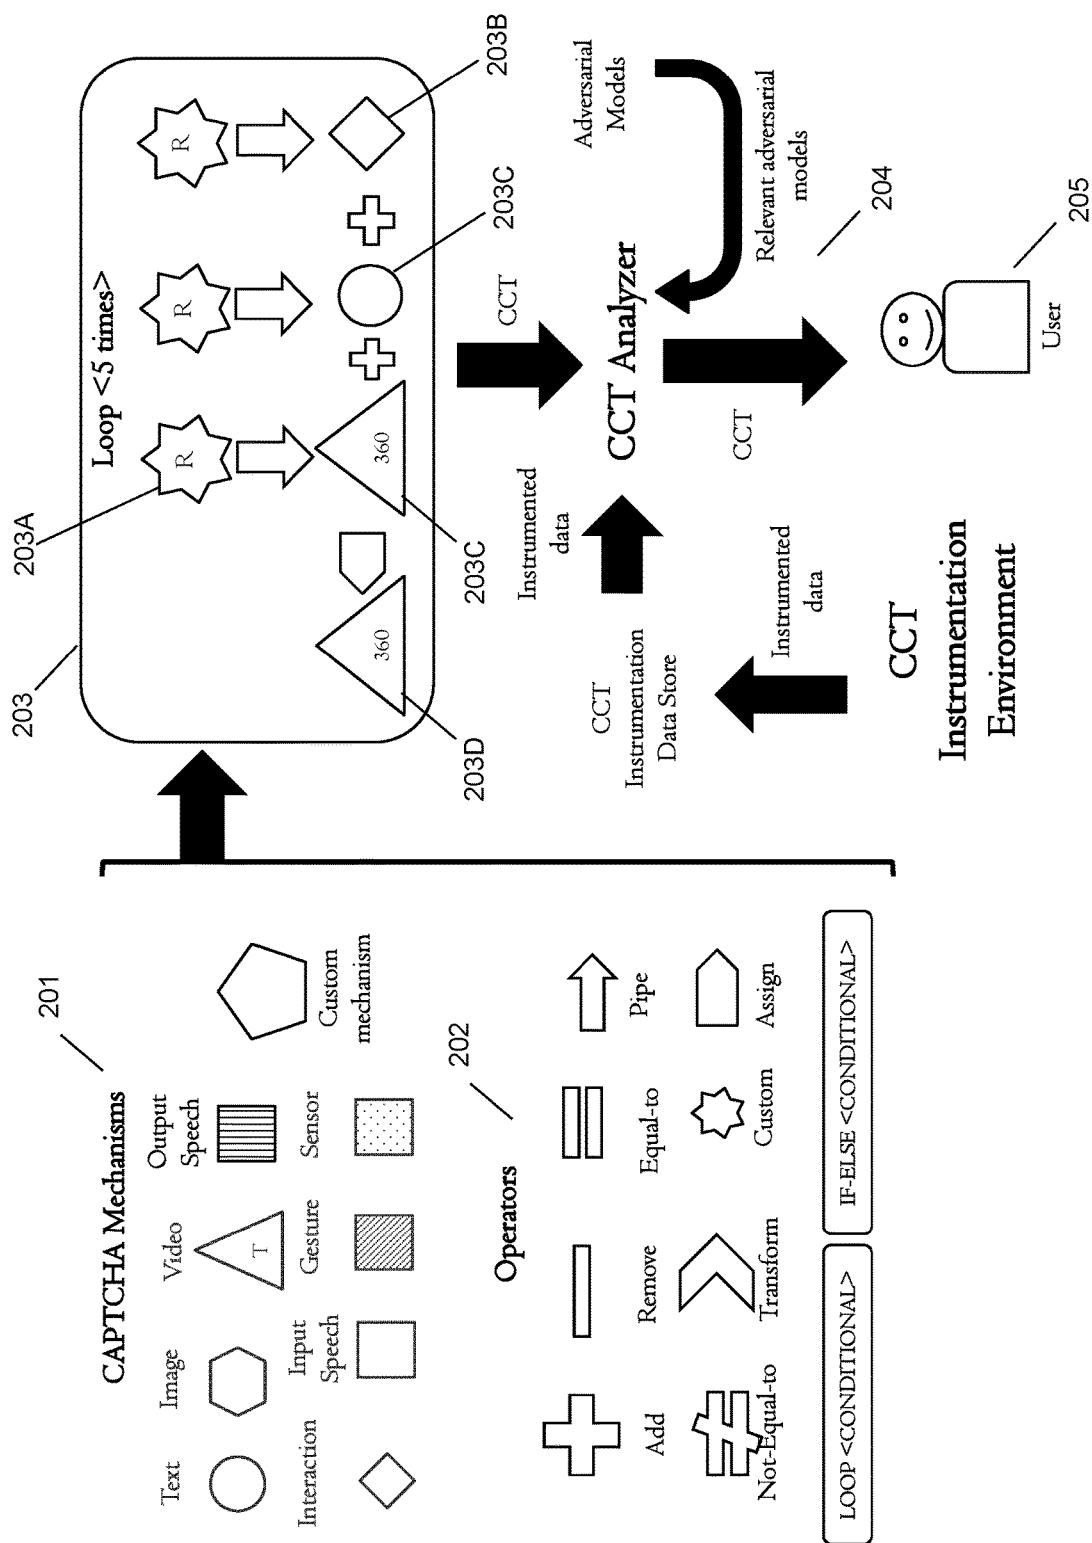 201
CAPTCHA Mechanisms
Text
Image
Video
Output
Speech
T
Interaction
Input
Speech
Gesture
Sensor
Custom
mechanism
202
Operators
Add
Remove
Equal-to
Pipe
Not-Equal-to
Transform
Custom
Assign
LOOP <CONDITIONAL>
IF-ELSE <CONDITIONAL>
203
203A
Loop <5 times>
R
R
R
360
360
203D
203C
203C
203B
CCT
Instrumented
data
CCT Analyzer
Adversarial
Models
Relevant adversarial
models
CCT
Instrumentation
Data Store
CCT
204
Instrumented
data
CCT
Instrumentation
Environment
User
205